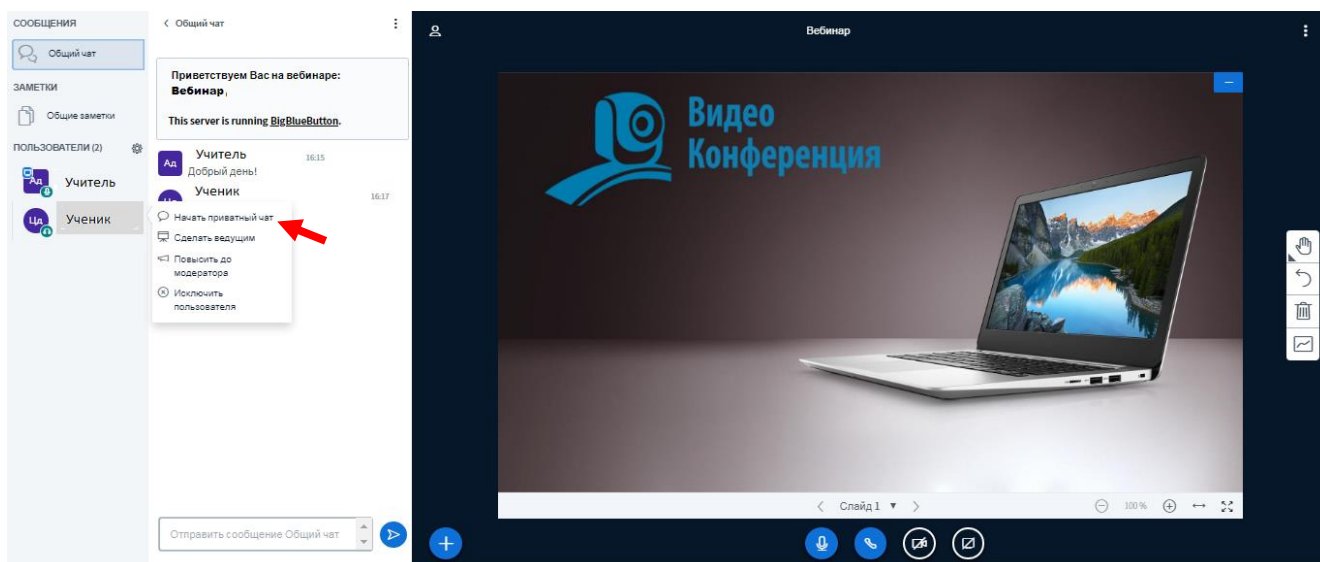 СООБЩЕНИЯ
Общий чат
ЗАМЕТКИ
Общие заметки
ПОЛЬЗОВАТЕЛИ (2)
Ад
Учитель
Цд
Ученик
Общий чат
Приветствуем Вас на вебинаре:
Вебинар,
This server is running BigBlueButton.
Ад
Учитель 16:15
Добрый день!
Ученик 16:17
Начать приватный чат
Сделать ведущим
Повысить до
модератора
Исключить
пользователя
Отправить сообщение Общий чат
Вебинар
Видео
Конференция
Слайд 1
100 %